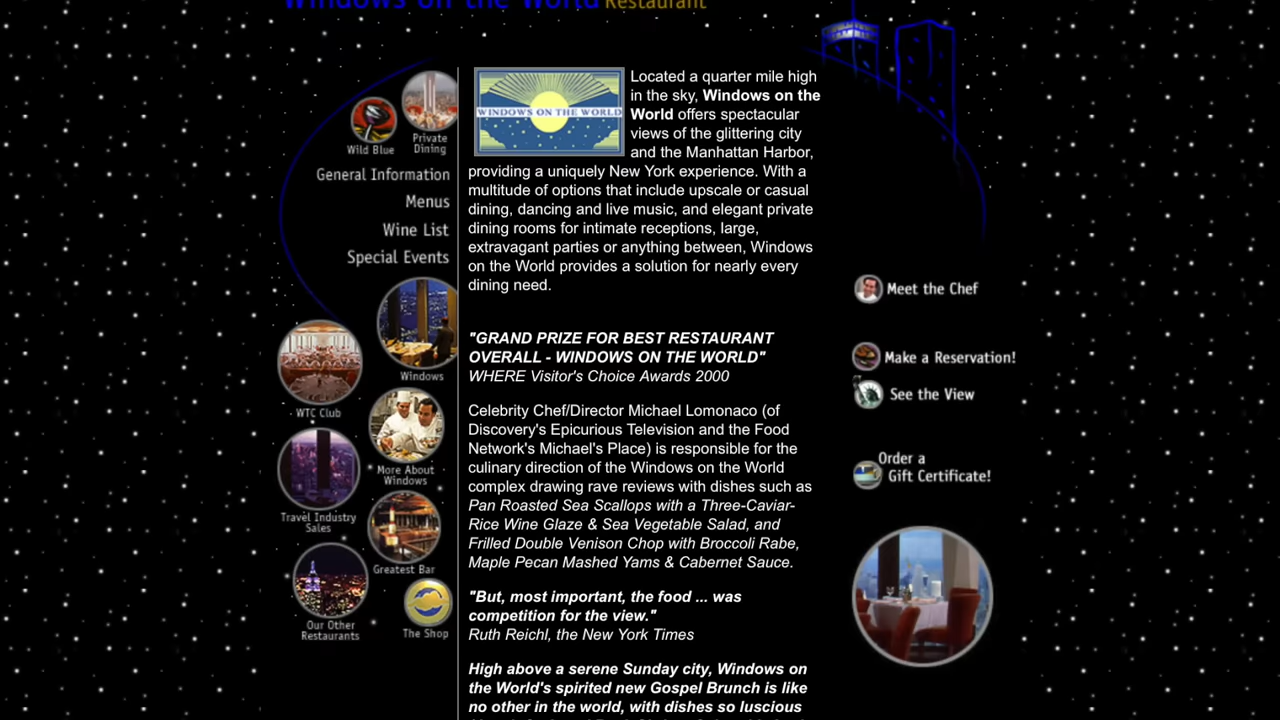 Windows on the World Restaurant
Wild Blue
Private
Dining
General Information
Menus
Wine List
Special Events
Windows
WTC Club
More About
Windows
Travel Industry
Sales
Greatest Bar
Our Other
Restaurants
The Shop
WINDOWS ON THE WORLD
Located a quarter mile high
in the sky, Windows on the
World offers spectacular
views of the glittering city
and the Manhattan Harbor,
providing a uniquely New York experience. With a
multitude of options that include upscale or casual
dining, dancing and live music, and elegant private
dining rooms for intimate receptions, large,
extravagant parties or anything between, Windows
on the World provides a solution for nearly every
dining need.
"GRAND PRIZE FOR BEST RESTAURANT
OVERALL - WINDOWS ON THE WORLD"
WHERE Visitor's Choice Awards 2000
Celebrity Chef/Director Michael Lomonaco (of
Discovery's Epicurious Television and the Food
Network's Michael's Place) is responsible for the
culinary direction of the Windows on the World
complex drawing rave reviews with dishes such as
Pan Roasted Sea Scallops with a Three-Caviar-
Rice Wine Glaze & Sea Vegetable Salad, and
Frilled Double Venison Chop with Broccoli Rabe,
Maple Pecan Mashed Yams & Cabernet Sauce.
"But, most important, the food ... was
competition for the view."
Ruth Reichl, the New York Times
High above a serene Sunday city, Windows on
the World's spirited new Gospel Brunch is like
no other in the world, with dishes so luscious
Meet the Chef
Make a Reservation!
See the View
Order a
Gift Certificate!